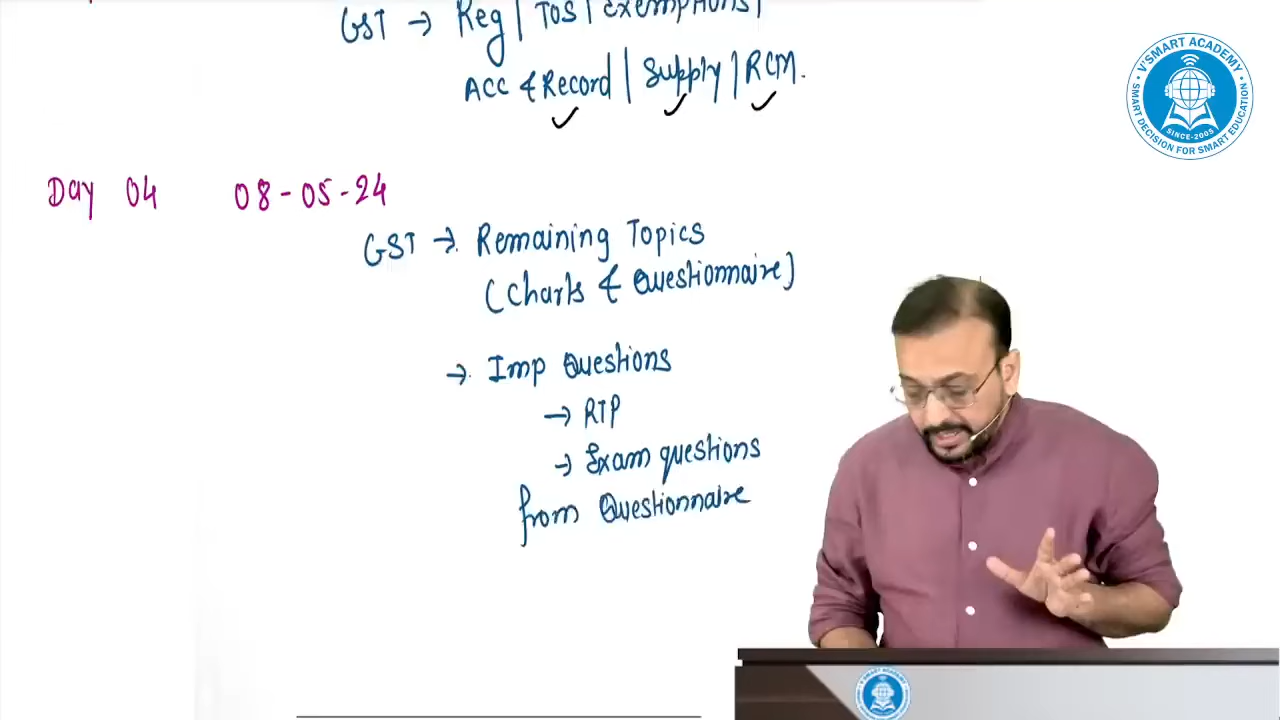 GST → Reg | TOS | Exemptions |
Acc & Record | Supply | RCM.
Day 04 08-05-24
GST → Remaining Topics
(Charts & Questionnaire)
→ Imp Questions
→ RTP
→ Exam questions
from Questionnaire
V'SMART ACADEMY
SINCE-2005
SMART DECISION FOR SMART EDUCATION